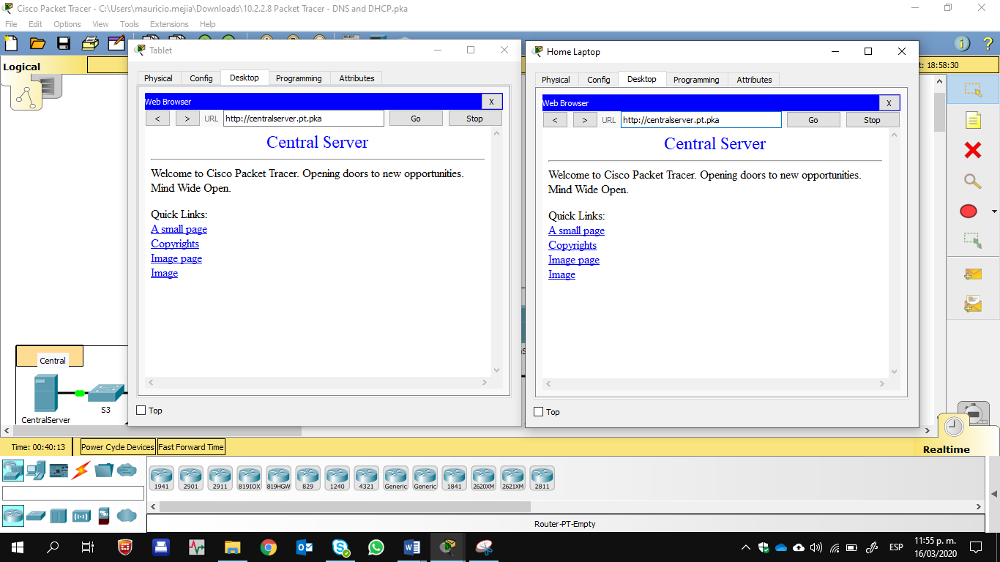 Cisco Packet Tracer - C:\Users\mauricio.mejia\Downloads\10.2.2.8 Packet Tracer - DNS and DHCP.pka
File Edit Options View Tools Extensions Help
Logical
t: 18:58:30
Tablet
Physical Config Desktop Programming Attributes
Web Browser X
< > URL http://centralserver.pt.pka Go Stop
Central Server
Welcome to Cisco Packet Tracer. Opening doors to new opportunities.
Mind Wide Open.
Quick Links:
A small page
Copyrights
Image page
Image
Top
Home Laptop
Physical Config Desktop Programming Attributes
Web Browser X
< > URL http://centralserver.pt.pka Go Stop
Central Server
Welcome to Cisco Packet Tracer. Opening doors to new opportunities.
Mind Wide Open.
Quick Links:
A small page
Copyrights
Image page
Image
Top
Central
S3
CentralServer
Time: 00:40:13 Power Cycle Devices Fast Forward Time
Realtime
1941 2901 2911 819IOX 819HGW 829 1240 4321 Generic Generic 1841 2620XM 2621XM 2811
Router-PT-Empty
ESP
11:55 p. m.
16/03/2020